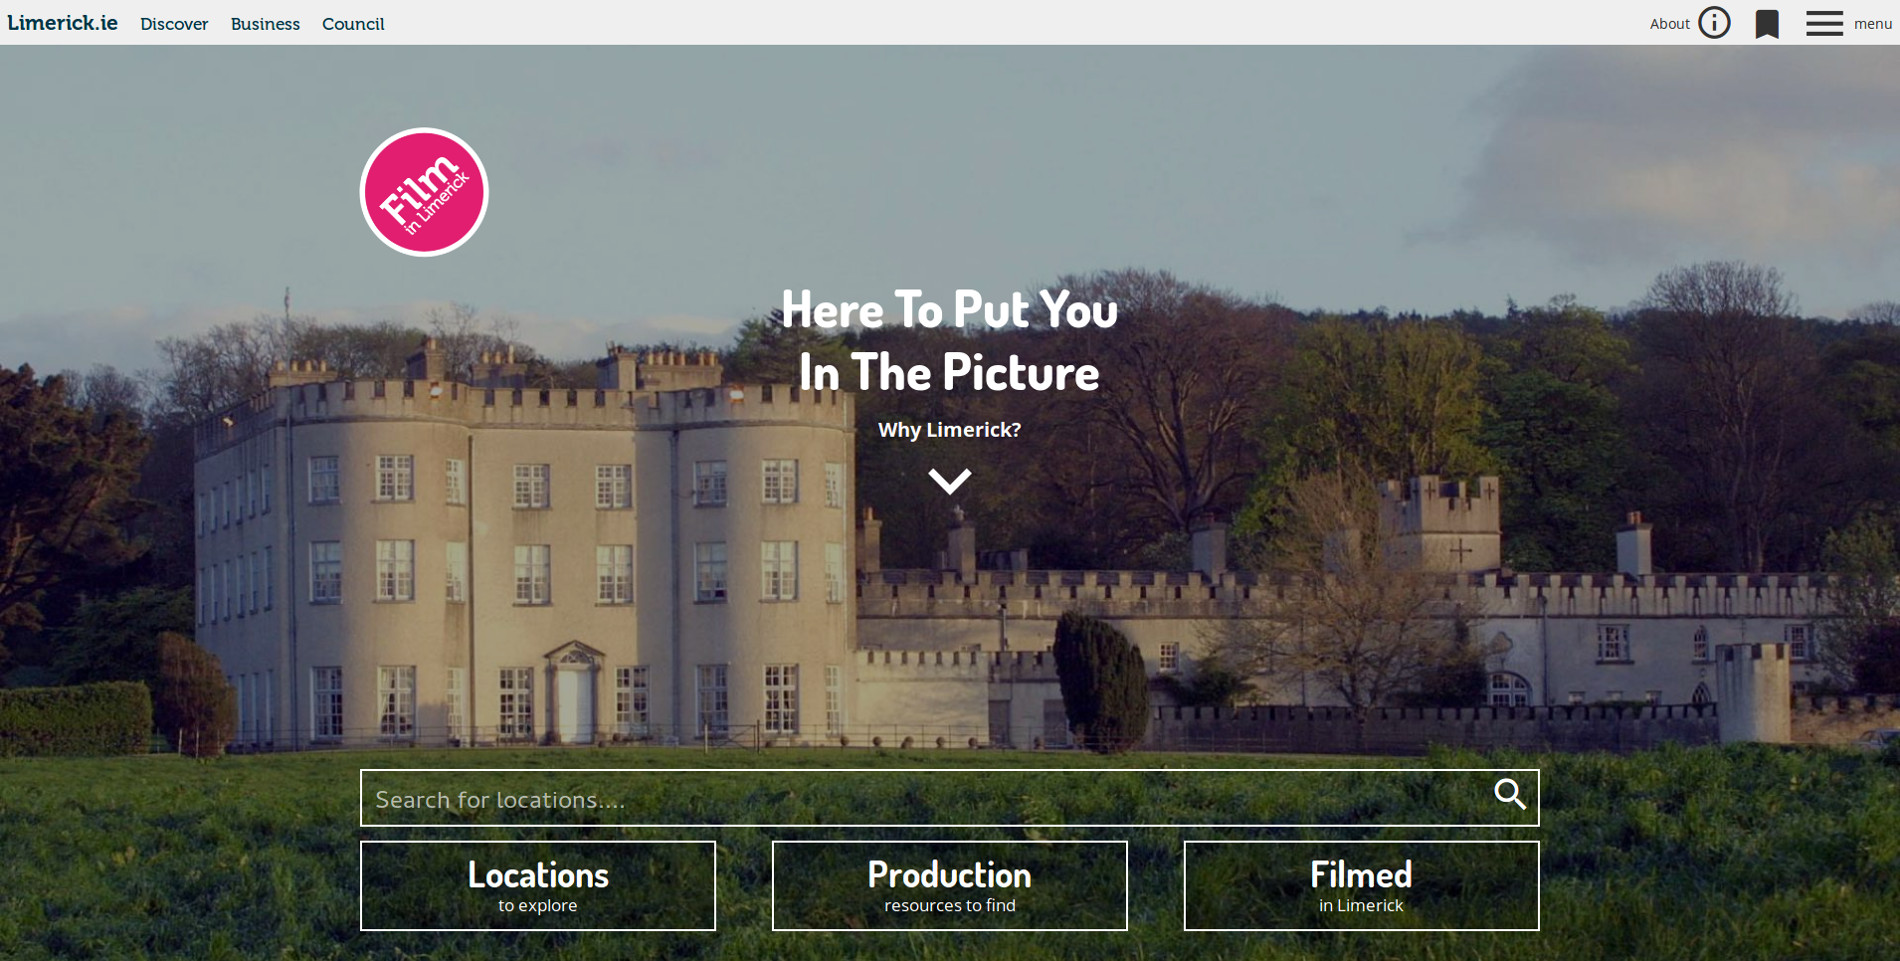 Limerick.ie Discover Business Council About menu
Film
in Limerick
Here To Put You
In The Picture
Why Limerick?
Search for locations....
Locations
to explore
Production
resources to find
Filmed
in Limerick